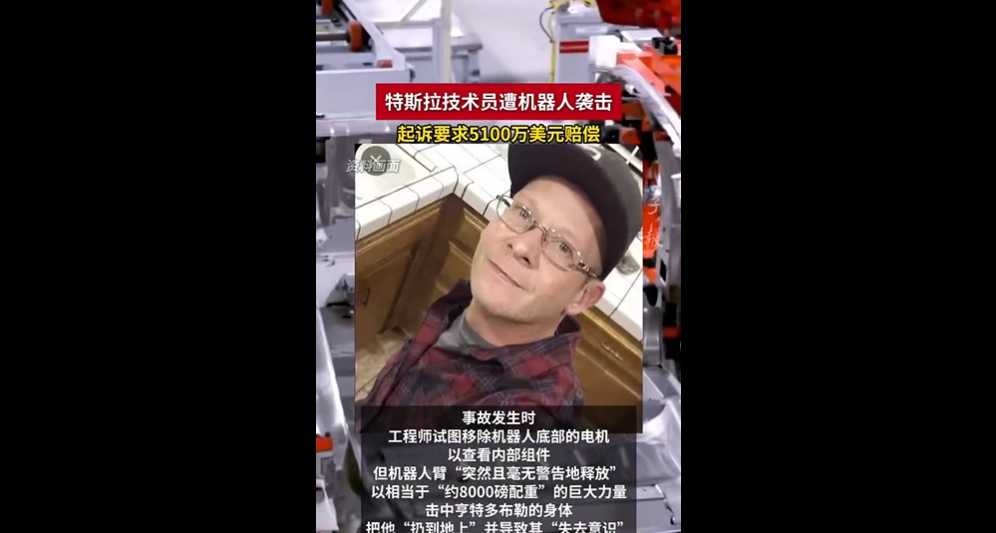 特斯拉技术员遭机器人袭击
起诉要求5100万美元赔偿
资料画面
事故发生时
工程师试图移除机器人底部的电机
以查看内部组件
但机器人臂“突然且毫无警告地释放”
以相当于“约8000磅配重”的巨大力量
击中亨特多布勒的身体
把他“扔到地上”并导致其“失去意识”